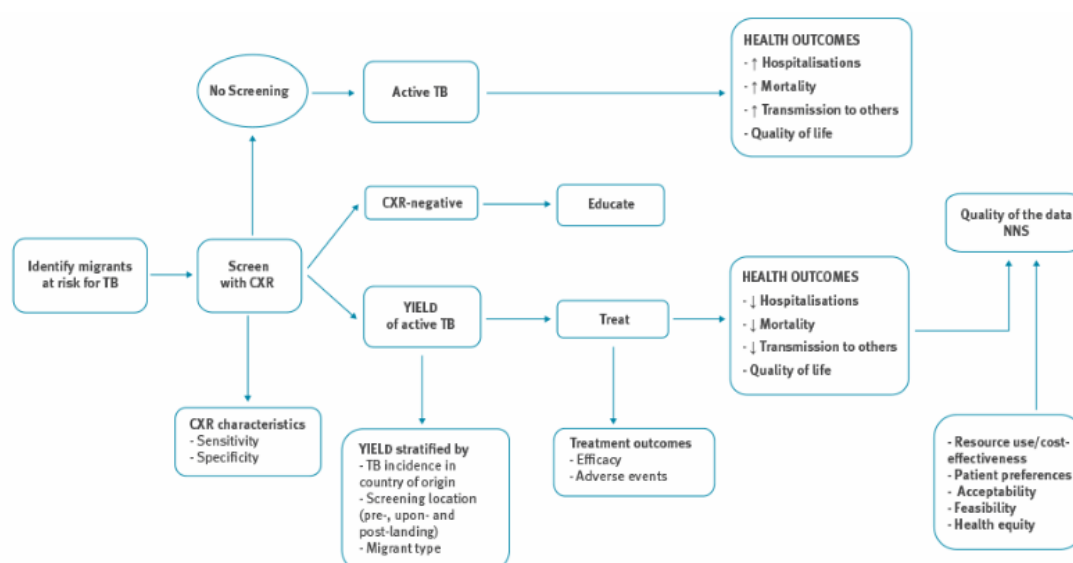 HEALTH OUTCOMES
- ↑ Hospitalisations
- ↑ Mortality
- ↑ Transmission to others
- Quality of life
No Screening
Active TB
CXR-negative
Educate
Quality of the data
NNS
Identify migrants
at risk for TB
Screen
with CXR
YIELD
of active TB
Treat
HEALTH OUTCOMES
- ↓ Hospitalisations
- ↓ Mortality
- ↓ Transmission to others
- Quality of life
CXR characteristics
- Sensitivity
- Specificity
YIELD stratified by
- TB incidence in
country of origin
- Screening location
(pre-, upon- and
post-landing)
- Migrant type
Treatment outcomes
- Efficacy
- Adverse events
- Resource use/cost-
effectiveness
- Patient preferences
- Acceptability
- Feasibility
- Health equity